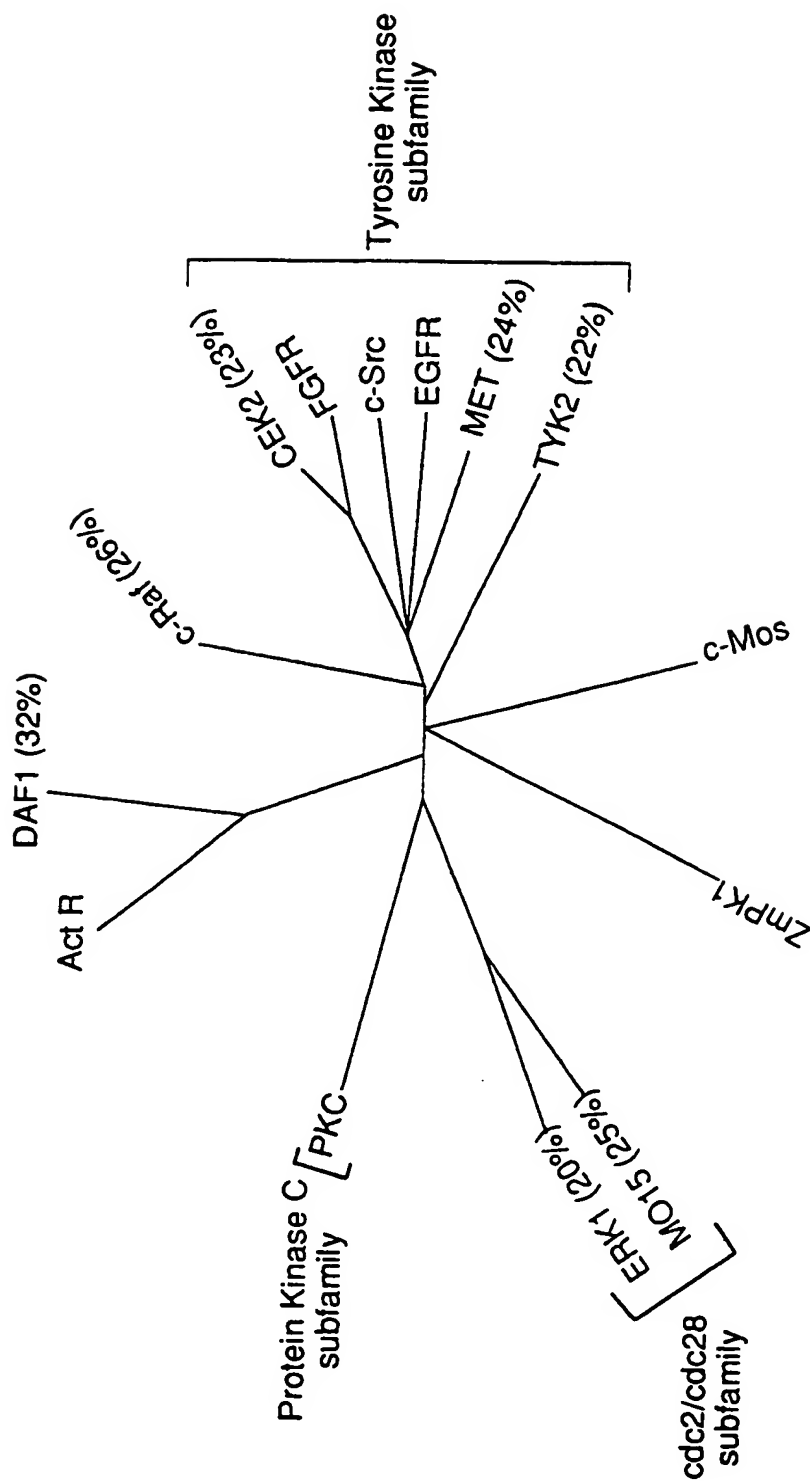 DAF1 (32%)
Act R
c-Raf (26%)
CEK2 (23%)
FGFR
c-Src
EGFR
MET (24%)
TYK2 (22%)
Tyrosine Kinase
subfamily
c-Mos
ZmPK1
Protein Kinase C
subfamily
PKC
ERK1 (20%)
MO15 (25%)
cdc2/cdc28
subfamily